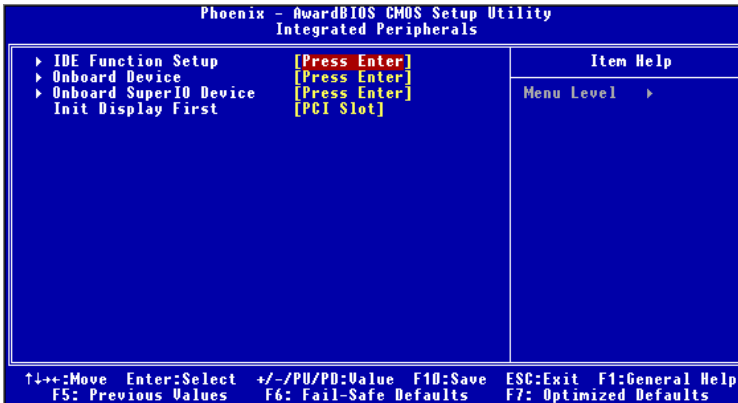 Phoenix - AwardBIOS CMOS Setup Utility
Integrated Peripherals
IDE Function Setup [Press Enter]
Onboard Device [Press Enter]
Onboard SuperIO Device [Press Enter]
Init Display First [PCI Slot]
Item Help
Menu Level
↑↓→←:Move Enter:Select +/-/PU/PD:Value F10:Save ESC:Exit F1:General Help
F5: Previous Values F6: Fail-Safe Defaults F7: Optimized Defaults